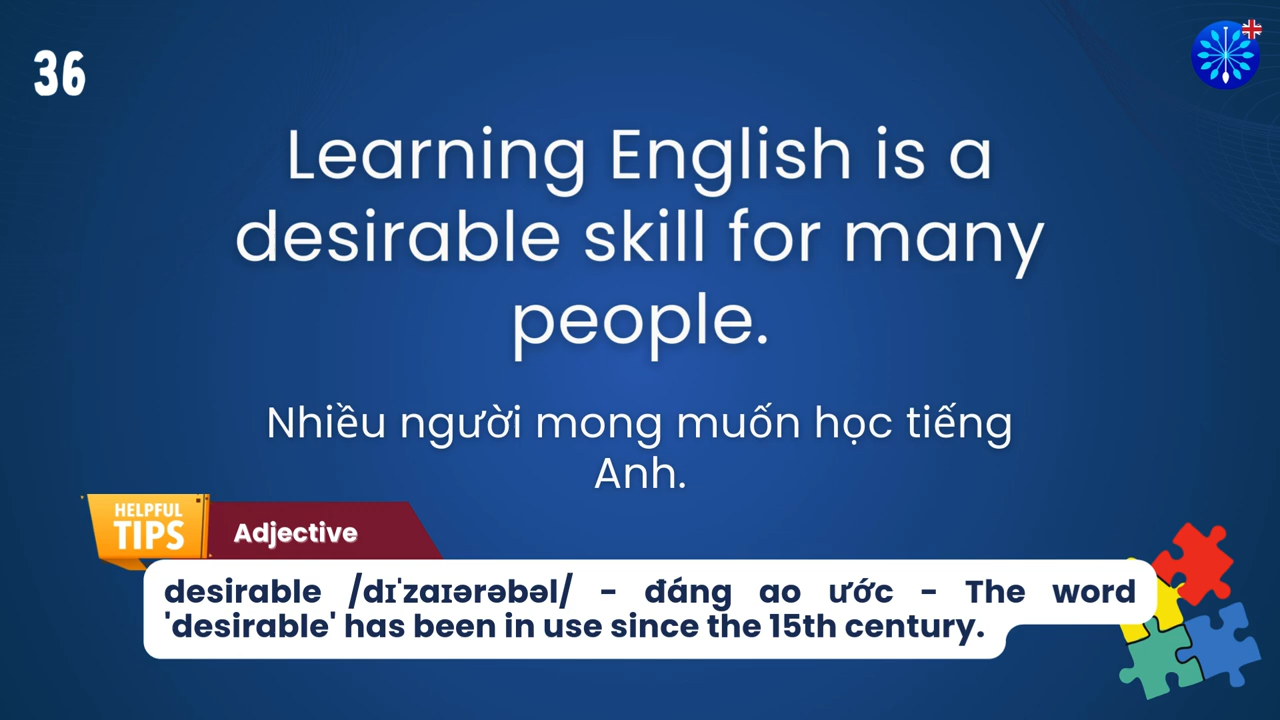 36
Learning English is a
desirable skill for many
people.
Nhiều người mong muốn học tiếng
Anh.
HELPFUL
TIPS
Adjective
desirable /dɪˈzaɪərəbəl/ - đáng ao ước - The word
'desirable' has been in use since the 15th century.